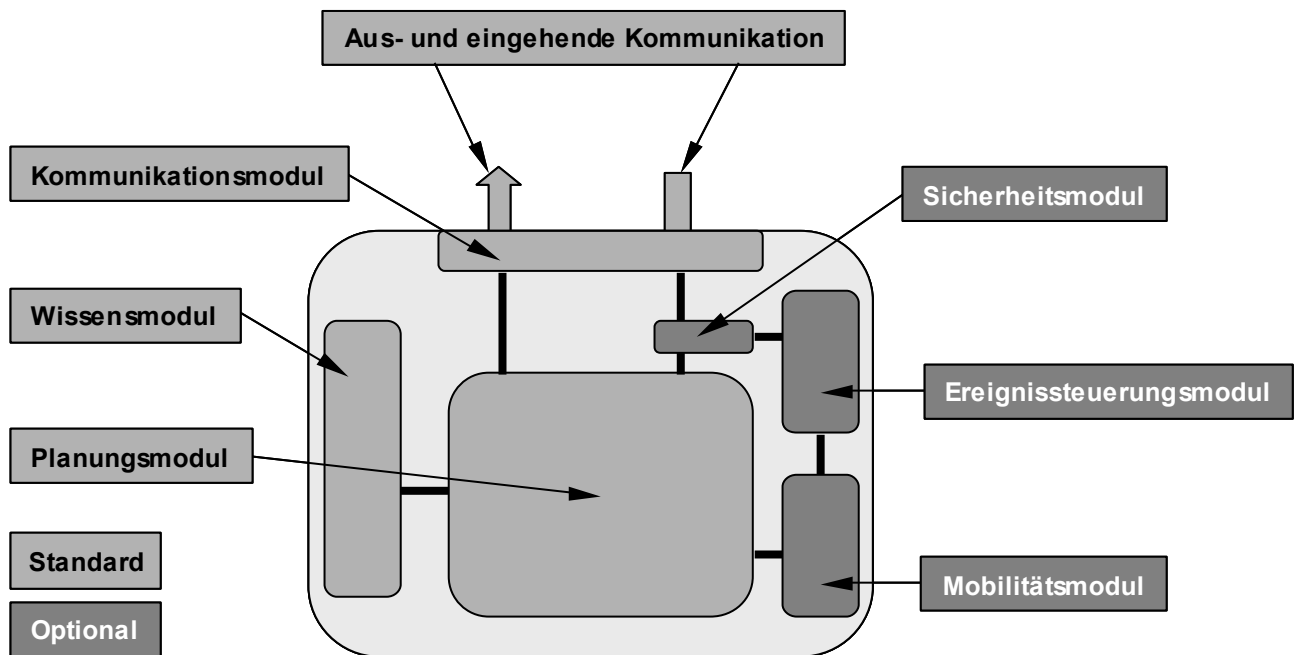 Aus- und eingehende Kommunikation
Kommunikationsmodul
Sicherheitsmodul
Wissensmodul
Ereignissteuerungsmodul
Planungsmodul
Standard
Mobilitätsmodul
Optional